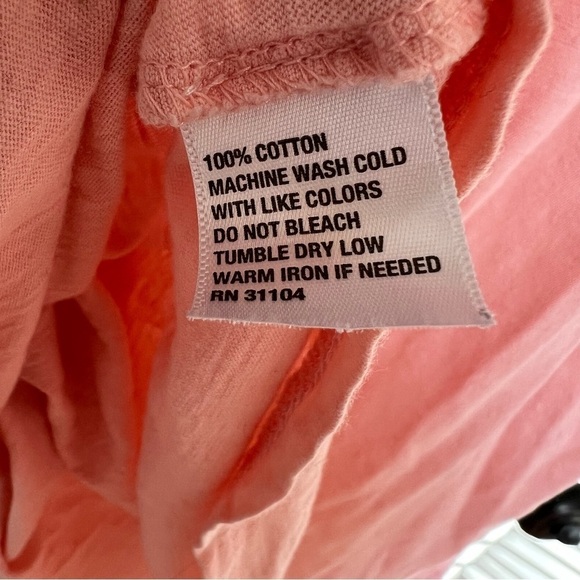 100% COTTON
MACHINE WASH COLD
WITH LIKE COLORS
DO NOT BLEACH
TUMBLE DRY LOW
WARM IRON IF NEEDED
RN 31104